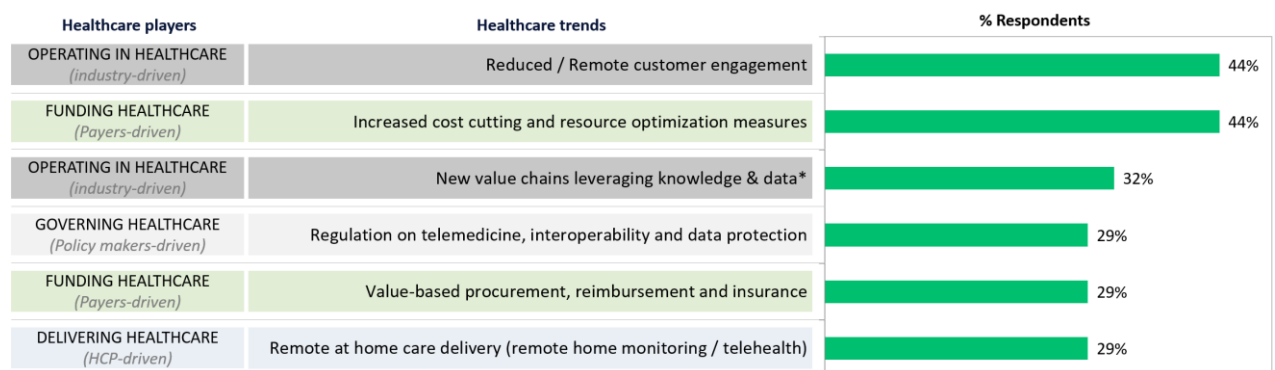 Healthcare players Healthcare trends % Respondents
OPERATING IN HEALTHCARE
(industry-driven)
Reduced / Remote customer engagement
44%
FUNDING HEALTHCARE
(Payers-driven)
Increased cost cutting and resource optimization measures
44%
OPERATING IN HEALTHCARE
(industry-driven)
New value chains leveraging knowledge & data*
32%
GOVERNING HEALTHCARE
(Policy makers-driven)
Regulation on telemedicine, interoperability and data protection
29%
FUNDING HEALTHCARE
(Payers-driven)
Value-based procurement, reimbursement and insurance
29%
DELIVERING HEALTHCARE
(HCP-driven)
Remote at home care delivery (remote home monitoring / telehealth)
29%